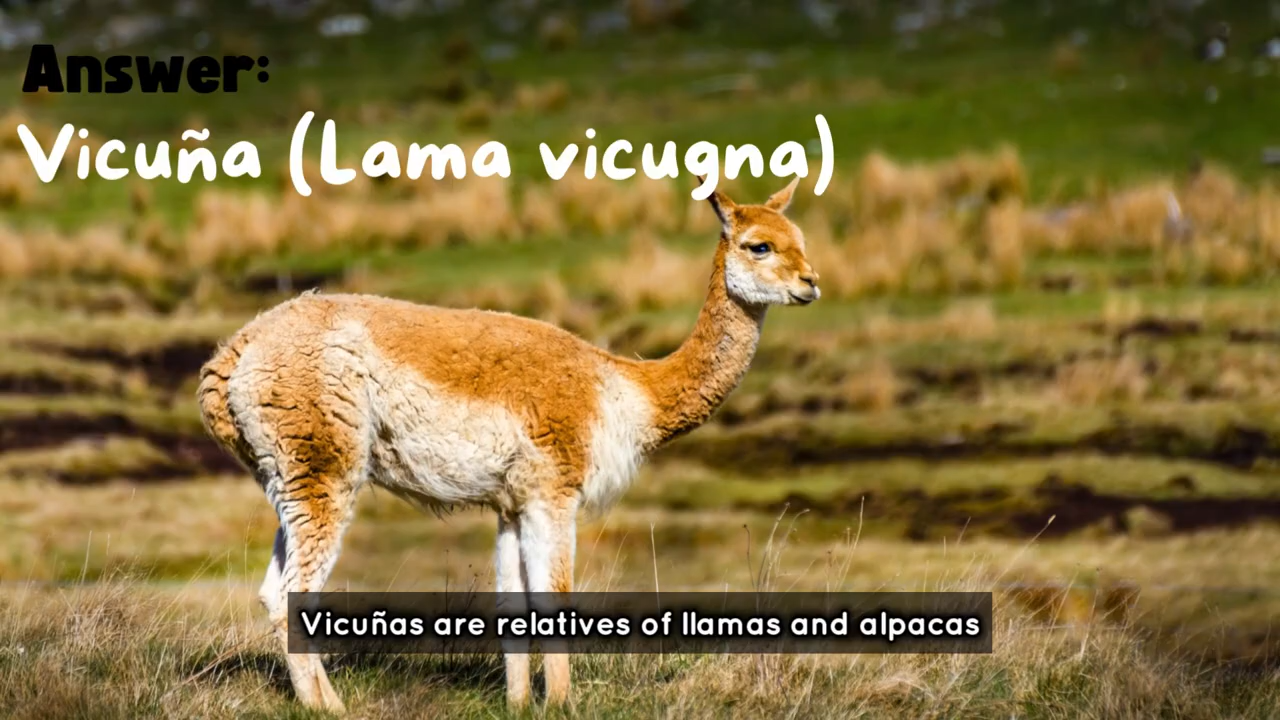 Answer:
Vicuña (Lama vicugna)
Vicuñas are relatives of llamas and alpacas